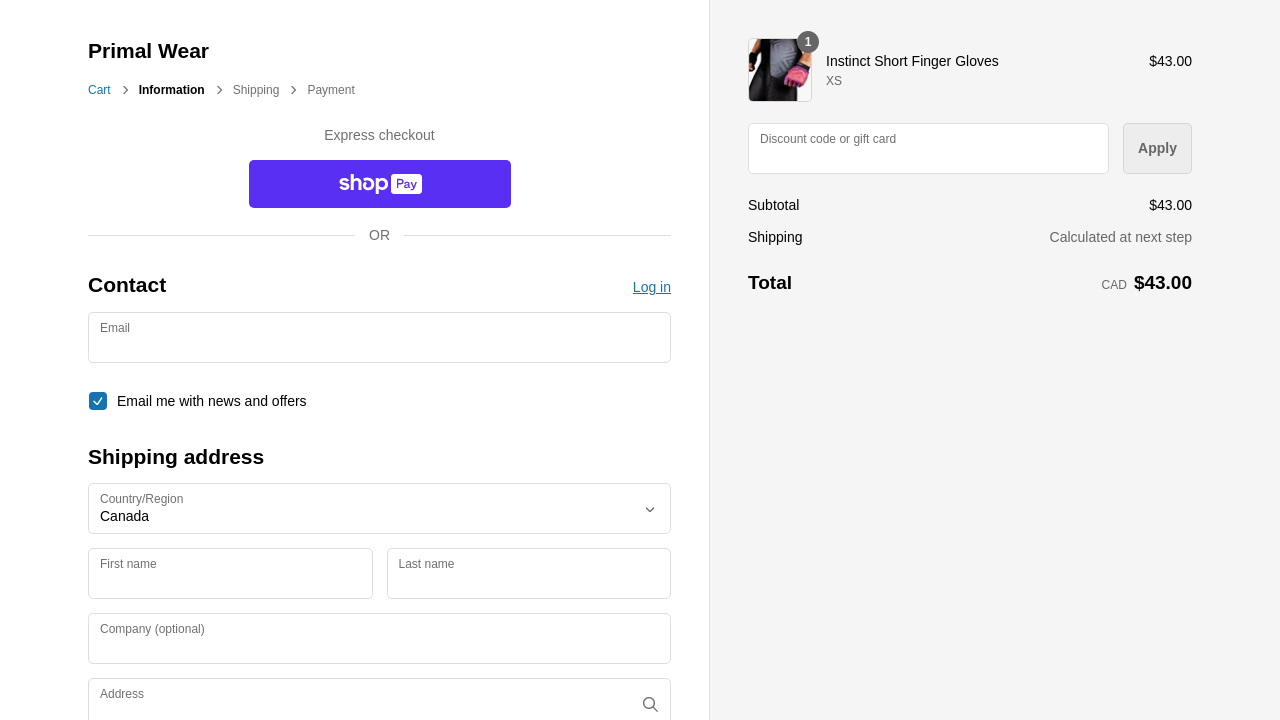 Primal Wear
Cart
Information
Shipping
Payment
Express checkout
shop Pay
OR
Contact
Log in
Email
Email me with news and offers
Shipping address
Country/Region
Canada
First name
Last name
Company (optional)
Address
1
Instinct Short Finger Gloves
$43.00
XS
Discount code or gift card
Apply
Subtotal
$43.00
Shipping
Calculated at next step
Total
CAD $43.00